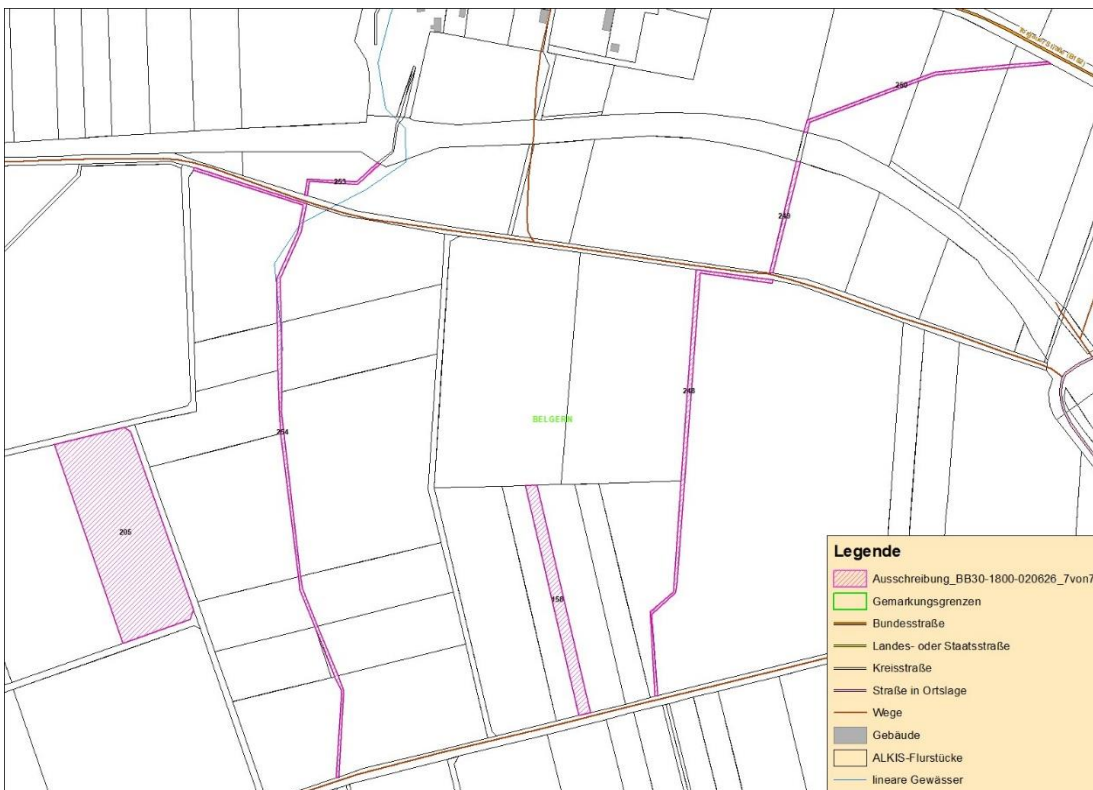 250
253
249
248
BELGERN
254
205
158
Legende
Ausschreibung_BB30-1800-020626_7von7
Gemarkungsgrenzen
Bundesstraße
Landes- oder Staatsstraße
Kreisstraße
Straße in Ortslage
Wege
Gebäude
ALKIS-Flurstücke
lineare Gewässer